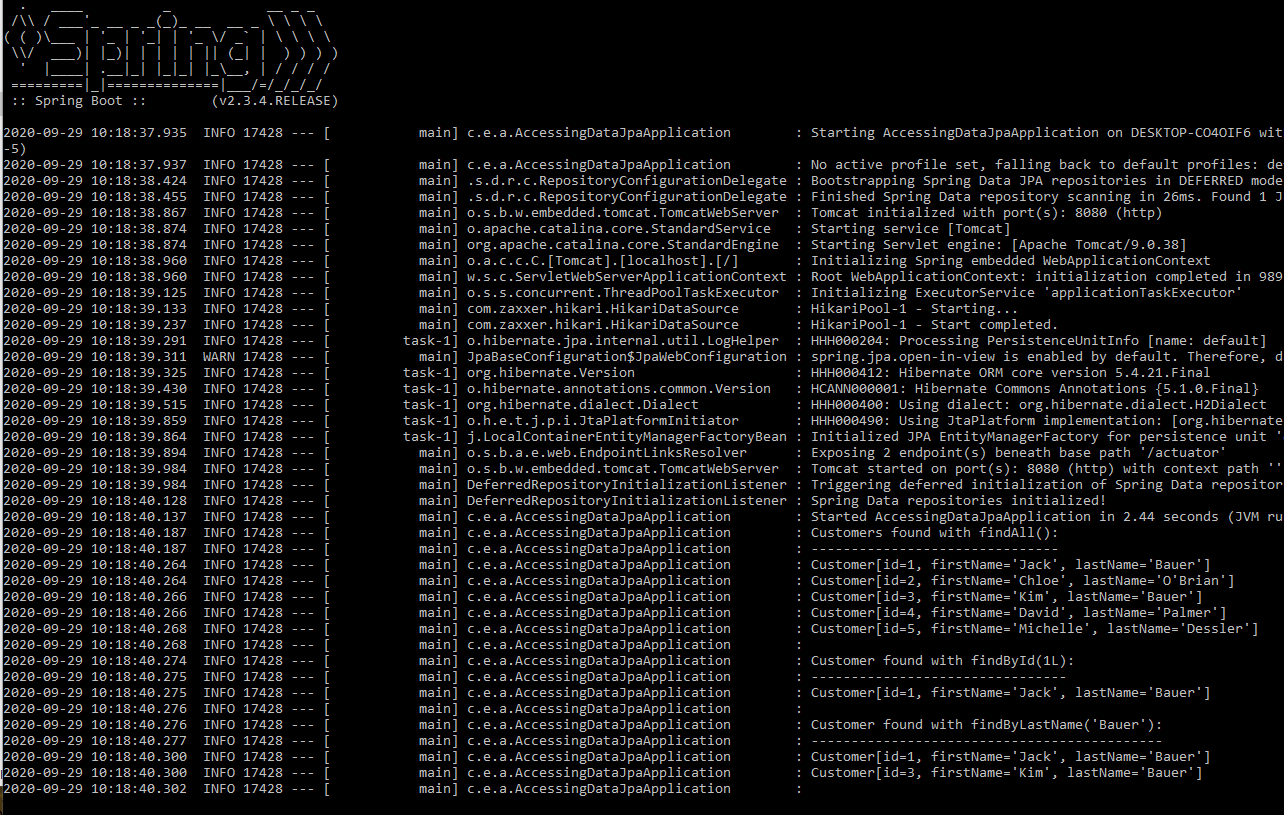 :: Spring Boot ::        (v2.3.4.RELEASE)
2020-09-29 10:18:37.935  INFO 17428 --- [           main] c.e.a.AccessingDataJpaApplication        : Starting AccessingDataJpaApplication on DESKTOP-CO4OIF6 wit
-5)
2020-09-29 10:18:37.937  INFO 17428 --- [           main] c.e.a.AccessingDataJpaApplication        : No active profile set, falling back to default profiles: de
2020-09-29 10:18:38.424  INFO 17428 --- [           main] .s.d.r.c.RepositoryConfigurationDelegate : Bootstrapping Spring Data JPA repositories in DEFERRED mode
2020-09-29 10:18:38.455  INFO 17428 --- [           main] .s.d.r.c.RepositoryConfigurationDelegate : Finished Spring Data repository scanning in 26ms. Found 1 J
2020-09-29 10:18:38.867  INFO 17428 --- [           main] o.s.b.w.embedded.tomcat.TomcatWebServer  : Tomcat initialized with port(s): 8080 (http)
2020-09-29 10:18:38.874  INFO 17428 --- [           main] o.apache.catalina.core.StandardService   : Starting service [Tomcat]
2020-09-29 10:18:38.874  INFO 17428 --- [           main] org.apache.catalina.core.StandardEngine  : Starting Servlet engine: [Apache Tomcat/9.0.38]
2020-09-29 10:18:38.960  INFO 17428 --- [           main] o.a.c.c.C.[Tomcat].[localhost].[/]       : Initializing Spring embedded WebApplicationContext
2020-09-29 10:18:38.960  INFO 17428 --- [           main] w.s.c.ServletWebServerApplicationContext : Root WebApplicationContext: initialization completed in 989
2020-09-29 10:18:39.125  INFO 17428 --- [           main] o.s.s.concurrent.ThreadPoolTaskExecutor  : Initializing ExecutorService 'applicationTaskExecutor'
2020-09-29 10:18:39.133  INFO 17428 --- [           main] com.zaxxer.hikari.HikariDataSource       : HikariPool-1 - Starting...
2020-09-29 10:18:39.237  INFO 17428 --- [           main] com.zaxxer.hikari.HikariDataSource       : HikariPool-1 - Start completed.
2020-09-29 10:18:39.291  INFO 17428 --- [         task-1] o.hibernate.jpa.internal.util.LogHelper  : HHH000204: Processing PersistenceUnitInfo [name: default]
2020-09-29 10:18:39.311  WARN 17428 --- [           main] JpaBaseConfiguration$JpaWebConfiguration : spring.jpa.open-in-view is enabled by default. Therefore, d
2020-09-29 10:18:39.325  INFO 17428 --- [         task-1] org.hibernate.Version                    : HHH000412: Hibernate ORM core version 5.4.21.Final
2020-09-29 10:18:39.430  INFO 17428 --- [         task-1] o.hibernate.annotations.common.Version   : HCANN000001: Hibernate Commons Annotations {5.1.0.Final}
2020-09-29 10:18:39.515  INFO 17428 --- [         task-1] org.hibernate.dialect.Dialect            : HHH000400: Using dialect: org.hibernate.dialect.H2Dialect
2020-09-29 10:18:39.859  INFO 17428 --- [         task-1] o.h.e.t.j.p.i.JtaPlatformInitiator       : HHH000490: Using JtaPlatform implementation: [org.hibernate
2020-09-29 10:18:39.864  INFO 17428 --- [         task-1] j.LocalContainerEntityManagerFactoryBean : Initialized JPA EntityManagerFactory for persistence unit '
2020-09-29 10:18:39.894  INFO 17428 --- [           main] o.s.b.a.e.web.EndpointLinksResolver      : Exposing 2 endpoint(s) beneath base path '/actuator'
2020-09-29 10:18:39.984  INFO 17428 --- [           main] o.s.b.w.embedded.tomcat.TomcatWebServer  : Tomcat started on port(s): 8080 (http) with context path ''
2020-09-29 10:18:39.984  INFO 17428 --- [           main] DeferredRepositoryInitializationListener : Triggering deferred initialization of Spring Data repositor
2020-09-29 10:18:40.128  INFO 17428 --- [           main] DeferredRepositoryInitializationListener : Spring Data repositories initialized!
2020-09-29 10:18:40.137  INFO 17428 --- [           main] c.e.a.AccessingDataJpaApplication        : Started AccessingDataJpaApplication in 2.44 seconds (JVM ru
2020-09-29 10:18:40.187  INFO 17428 --- [           main] c.e.a.AccessingDataJpaApplication        : Customers found with findAll():
2020-09-29 10:18:40.187  INFO 17428 --- [           main] c.e.a.AccessingDataJpaApplication        : -------------------------------
2020-09-29 10:18:40.264  INFO 17428 --- [           main] c.e.a.AccessingDataJpaApplication        : Customer[id=1, firstName='Jack', lastName='Bauer']
2020-09-29 10:18:40.264  INFO 17428 --- [           main] c.e.a.AccessingDataJpaApplication        : Customer[id=2, firstName='Chloe', lastName='O'Brian']
2020-09-29 10:18:40.266  INFO 17428 --- [           main] c.e.a.AccessingDataJpaApplication        : Customer[id=3, firstName='Kim', lastName='Bauer']
2020-09-29 10:18:40.266  INFO 17428 --- [           main] c.e.a.AccessingDataJpaApplication        : Customer[id=4, firstName='David', lastName='Palmer']
2020-09-29 10:18:40.268  INFO 17428 --- [           main] c.e.a.AccessingDataJpaApplication        : Customer[id=5, firstName='Michelle', lastName='Dessler']
2020-09-29 10:18:40.268  INFO 17428 --- [           main] c.e.a.AccessingDataJpaApplication        :
2020-09-29 10:18:40.274  INFO 17428 --- [           main] c.e.a.AccessingDataJpaApplication        : Customer found with findById(1L):
2020-09-29 10:18:40.275  INFO 17428 --- [           main] c.e.a.AccessingDataJpaApplication        : --------------------------------
2020-09-29 10:18:40.275  INFO 17428 --- [           main] c.e.a.AccessingDataJpaApplication        : Customer[id=1, firstName='Jack', lastName='Bauer']
2020-09-29 10:18:40.276  INFO 17428 --- [           main] c.e.a.AccessingDataJpaApplication        :
2020-09-29 10:18:40.276  INFO 17428 --- [           main] c.e.a.AccessingDataJpaApplication        : Customer found with findByLastName('Bauer'):
2020-09-29 10:18:40.277  INFO 17428 --- [           main] c.e.a.AccessingDataJpaApplication        : --------------------------------------------
2020-09-29 10:18:40.300  INFO 17428 --- [           main] c.e.a.AccessingDataJpaApplication        : Customer[id=1, firstName='Jack', lastName='Bauer']
2020-09-29 10:18:40.300  INFO 17428 --- [           main] c.e.a.AccessingDataJpaApplication        : Customer[id=3, firstName='Kim', lastName='Bauer']
2020-09-29 10:18:40.302  INFO 17428 --- [           main] c.e.a.AccessingDataJpaApplication        :